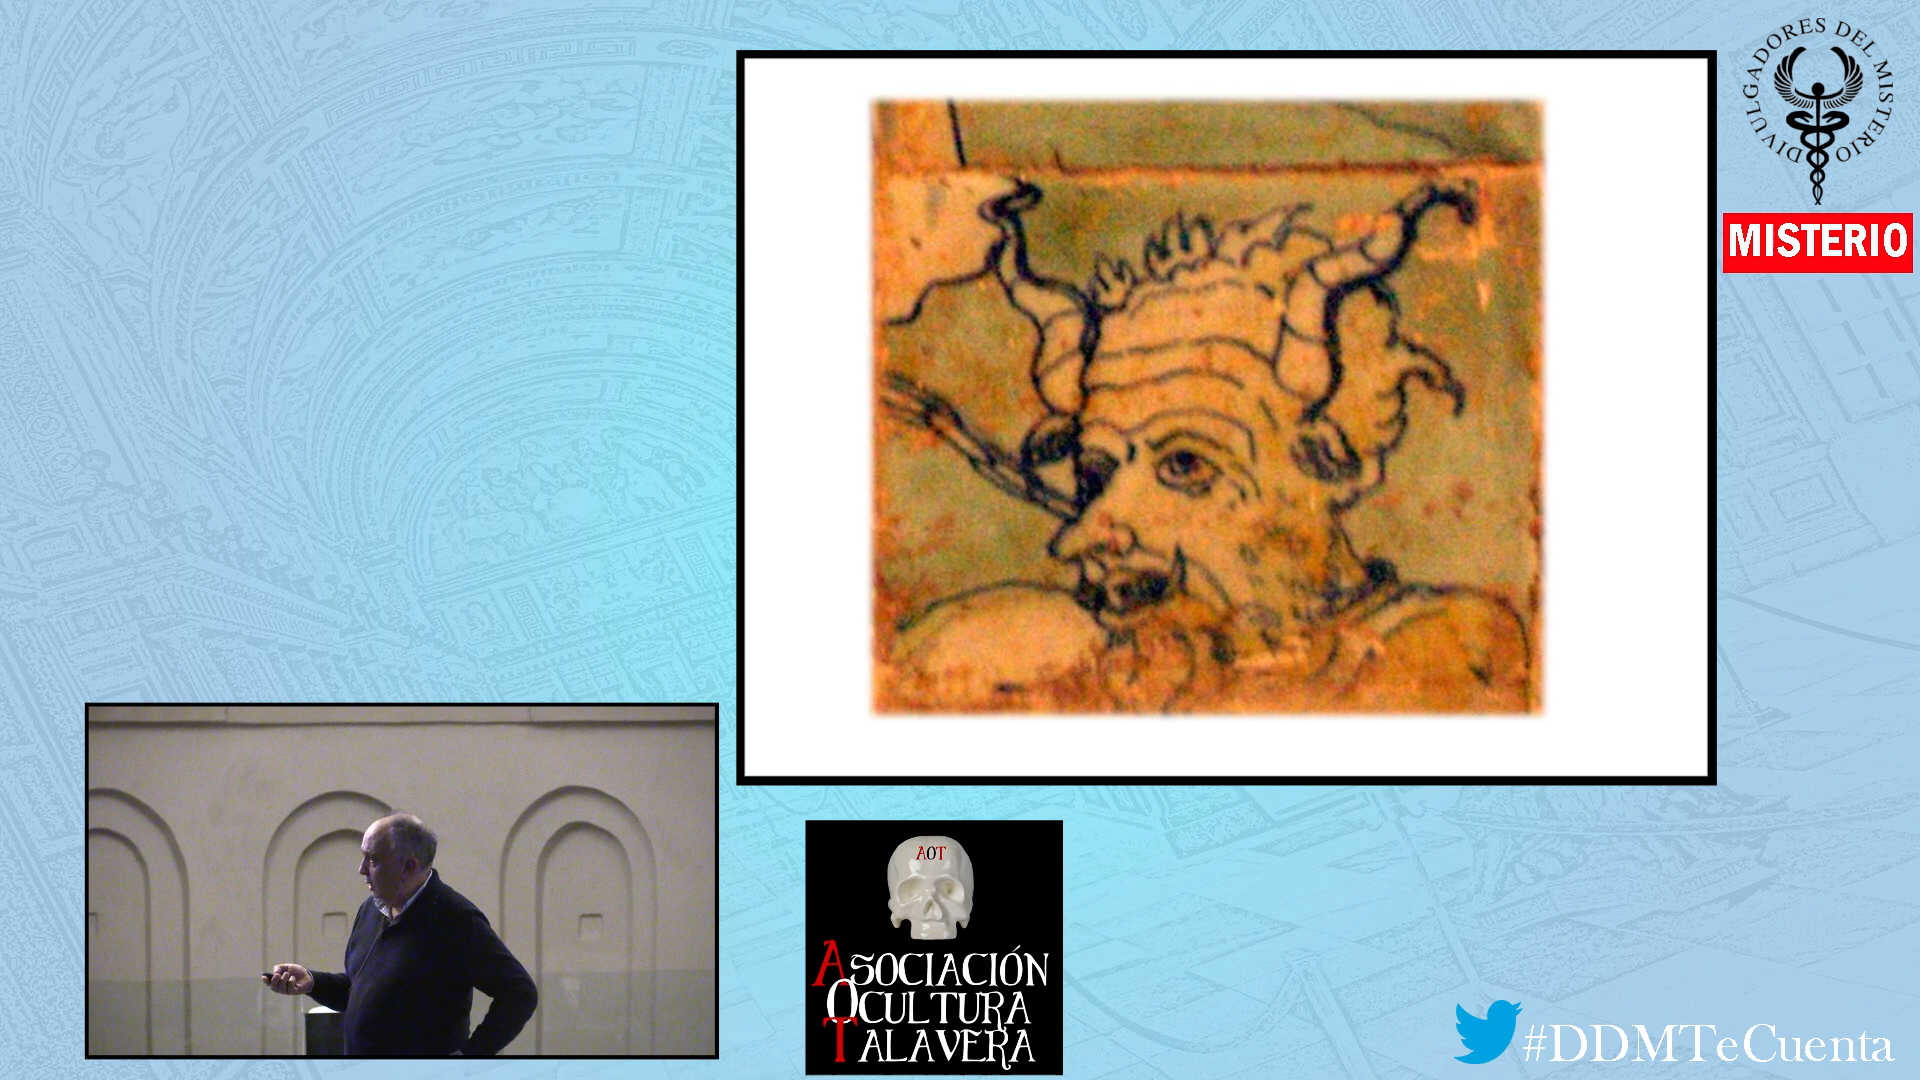 DIVULGADORES DEL MISTERIO
MISTERIO
AOT
ASOCIACIÓN
OCULTURA
TALAVERA
#DDMTeCuenta